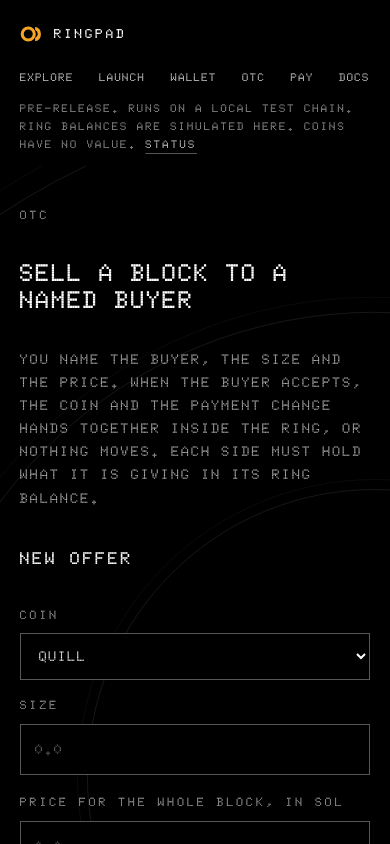 RINGPAD
EXPLORE LAUNCH WALLET OTC PAY DOCS
PRE-RELEASE. RUNS ON A LOCAL TEST CHAIN.
RING BALANCES ARE SIMULATED HERE. COINS
HAVE NO VALUE. STATUS
OTC
SELL A BLOCK TO A
NAMED BUYER
YOU NAME THE BUYER, THE SIZE AND
THE PRICE. WHEN THE BUYER ACCEPTS,
THE COIN AND THE PAYMENT CHANGE
HANDS TOGETHER INSIDE THE RING, OR
NOTHING MOVES. EACH SIDE MUST HOLD
WHAT IT IS GIVING IN ITS RING
BALANCE.
NEW OFFER
COIN
QUILL
SIZE
0.0
PRICE FOR THE WHOLE BLOCK, IN SOL